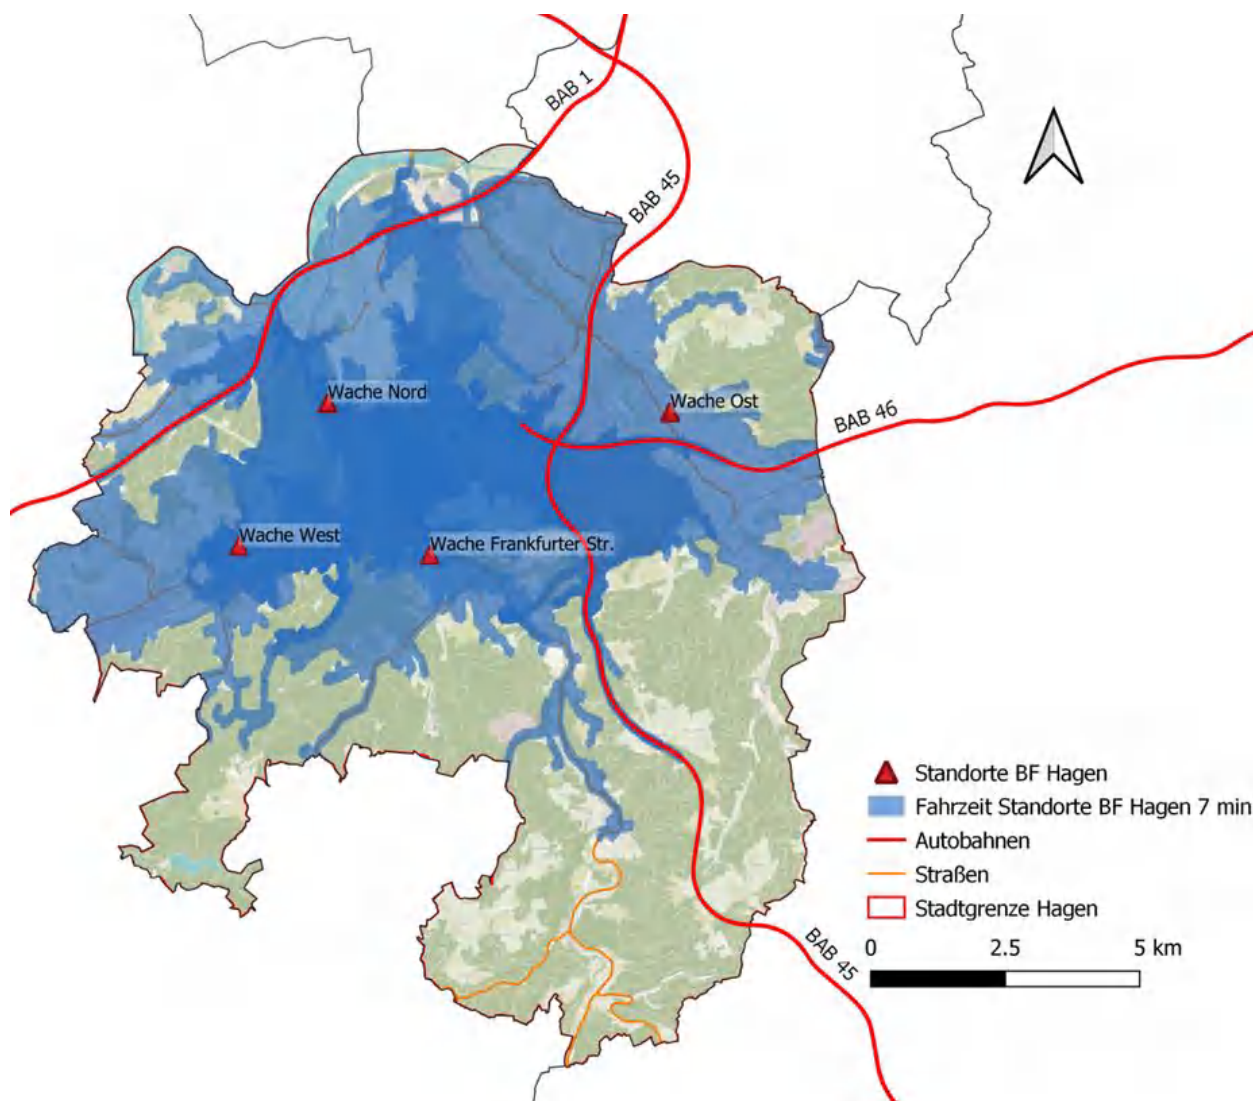 BAB 1
BAB 45
Wache Nord
Wache Ost
BAB 46
Wache West
Wache Frankfurter Str.
Standorte BF Hagen
Fahrzeit Standorte BF Hagen 7 min
Autobahnen
Straßen
Stadtgrenze Hagen
0 2.5 5 km
BAB 45